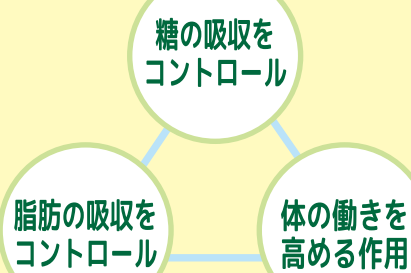 糖の吸収を
コントロール
脂肪の吸収を
コントロール
体の働きを
高める作用